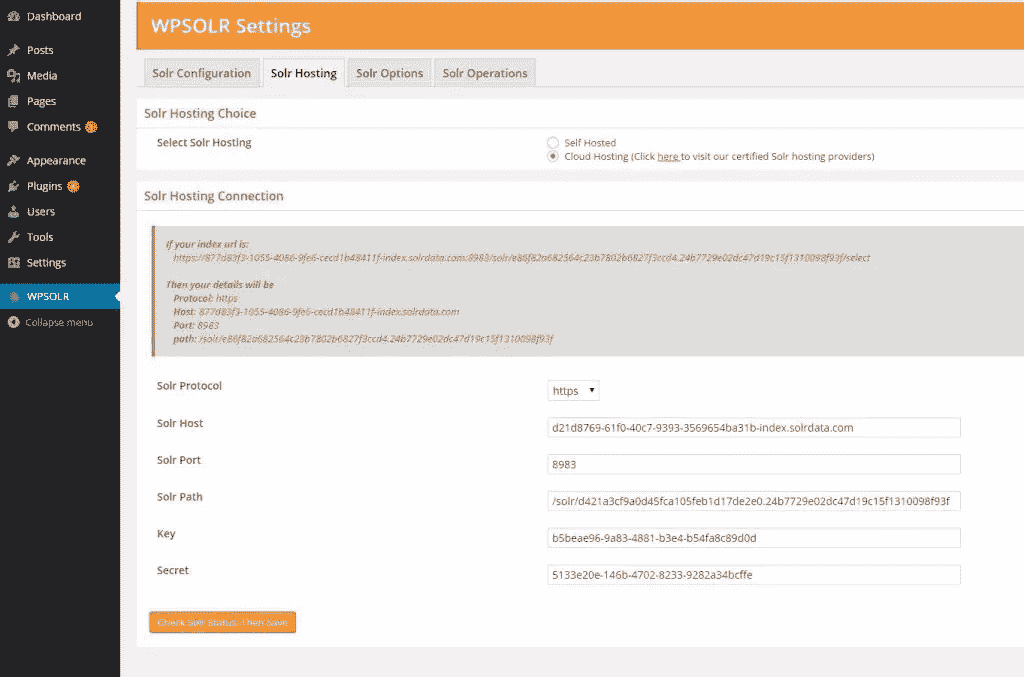 Dashboard
Posts
Media
Pages
Comments
Appearance
Plugins
Users
Tools
Settings
WPSOLR
Collapse menu
WPSOLR Settings
Solr Configuration
Solr Hosting
Solr Options
Solr Operations
Solr Hosting Choice
Select Solr Hosting
Self Hosted
Cloud Hosting (Click here to visit our certified Solr hosting providers)
Solr Hosting Connection
If your index url is:
https://877d83f3-1055-4086-9fe6-cecd1b48411f-index.solrdata.com:8983/solr/e86f82a682564c23b7802b6827f3ccd4.24b7729e02dc47d19c15f1310098f93f/select
Then your details will be
Protocol: https
Host: 877d83f3-1055-4086-9fe6-cecd1b48411f-index.solrdata.com
Port: 8983
path: /solr/e86f82a682564c23b7802b6827f3ccd4.24b7729e02dc47d19c15f1310098f93f
Solr Protocol
https
Solr Host
d21d8769-61f0-40c7-9393-3569654ba31b-index.solrdata.com
Solr Port
8983
Solr Path
/solr/d421a3cf9a0d45fca105feb1d17de2e0.24b7729e02dc47d19c15f1310098f93f
Key
b5beae96-9a83-4881-b3e4-b54fa8c89d0d
Secret
5133e20e-146b-4702-8233-9282a34bcffe
Check Solr Status, Then Save